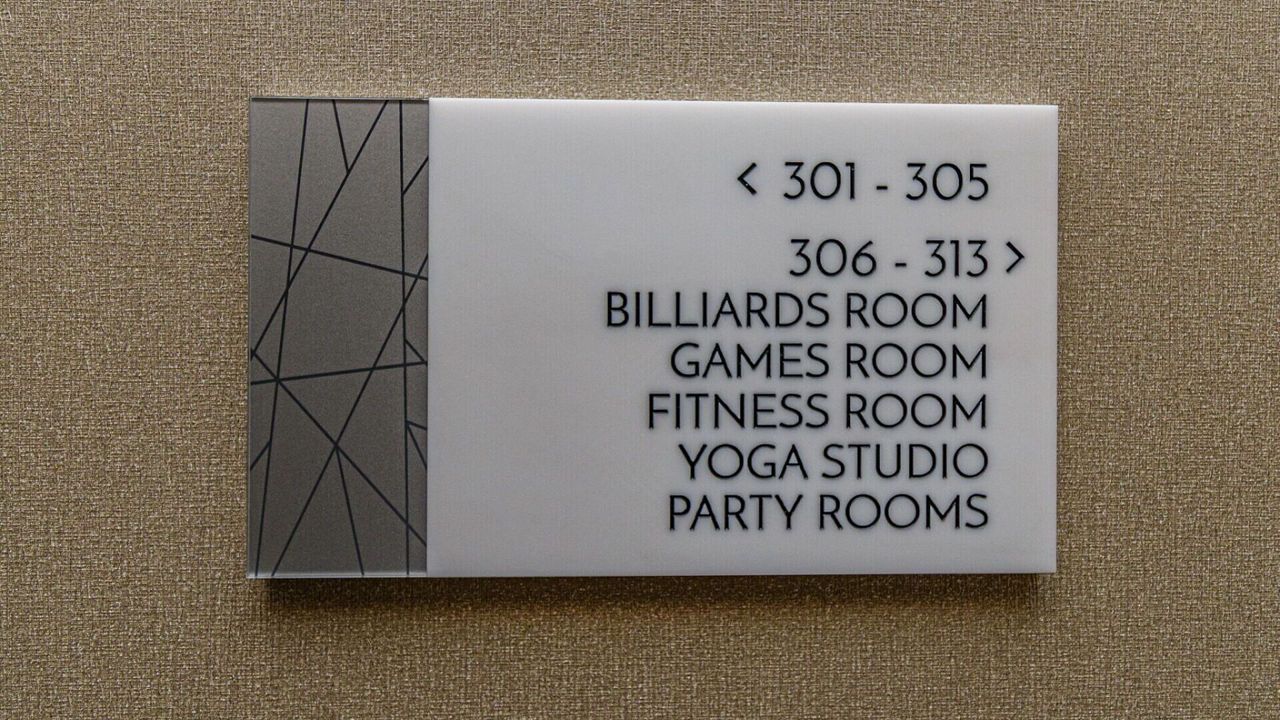 < 301 - 305
306 - 313 >
BILLIARDS ROOM
GAMES ROOM
FITNESS ROOM
YOGA STUDIO
PARTY ROOMS